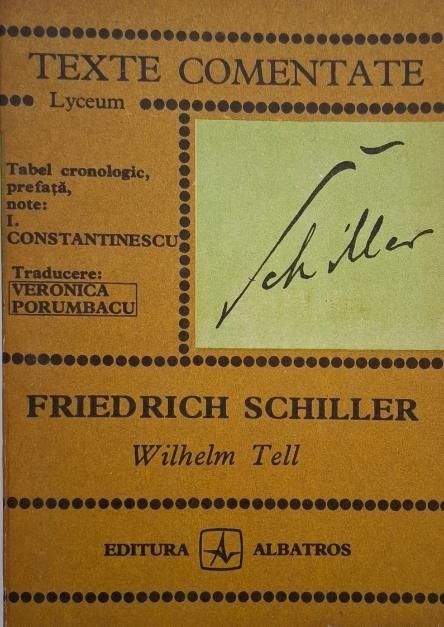 TEXTE COMENTATE
Lyceum
Tabel cronologic,
prefață,
note:
I.
CONSTANTINESCU
Traducere:
VERONICA
PORUMBACU
Schiller
FRIEDRICH SCHILLER
Wilhelm Tell
EDITURA ALBATROS